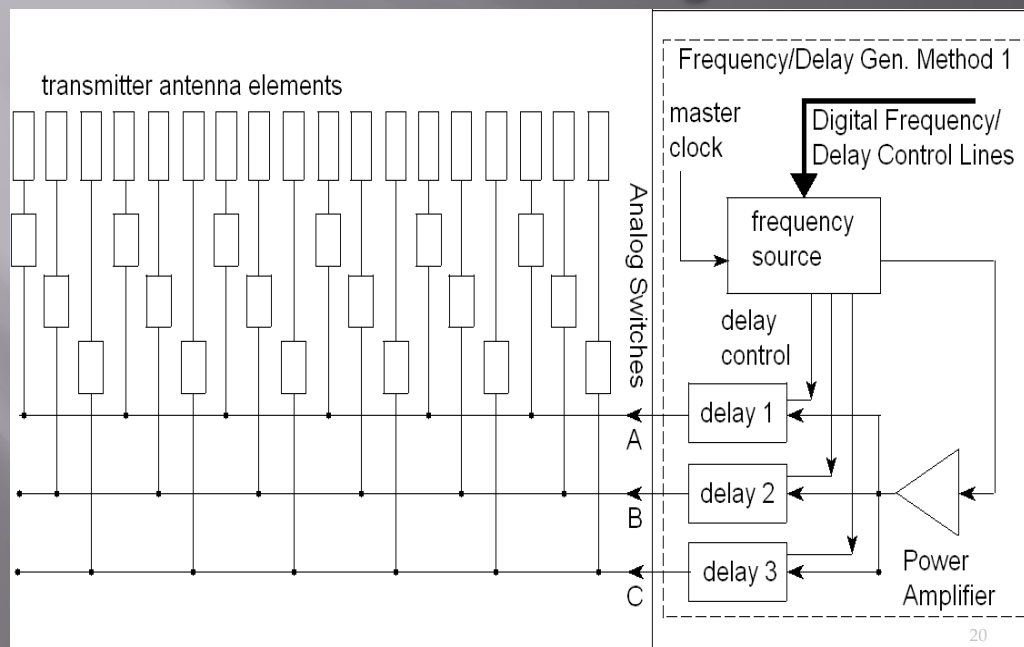 transmitter antenna elements
Analog Switches
A
B
C
Frequency/Delay Gen. Method 1
master
clock
Digital Frequency/
Delay Control Lines
frequency
source
delay
control
delay 1
delay 2
delay 3
Power
Amplifier
20